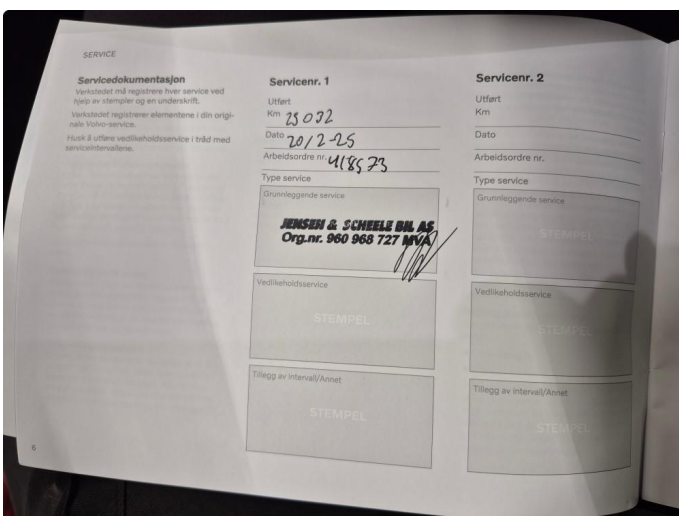 SERVICE
Servicedokumentasjon
Verkstedet må registrere hver service ved
hjelp av stempler og en underskrift.
Verkstedet registrerer elementene i din origi-
nale Volvo-service.
Husk å utføre vedlikeholdsservice i tråd med
serviceintervallene.
6
Servicenr. 1
Utført
Km 25032
Dato 20/2-25
Arbeidsordre nr. 418573
Type service
Grunnleggende service
JENSEN & SCHEELE BIL AS
Org.nr. 960 968 727 MVA
Vedlikeholdsservice
STEMPEL
Tillegg av intervall/Annet
STEMPEL
Servicenr. 2
Utført
Km
Dato
Arbeidsordre nr.
Type service
Grunnleggende service
STEMPEL
Vedlikeholdsservice
STEMPEL
Tillegg av intervall/Annet
STEMPEL